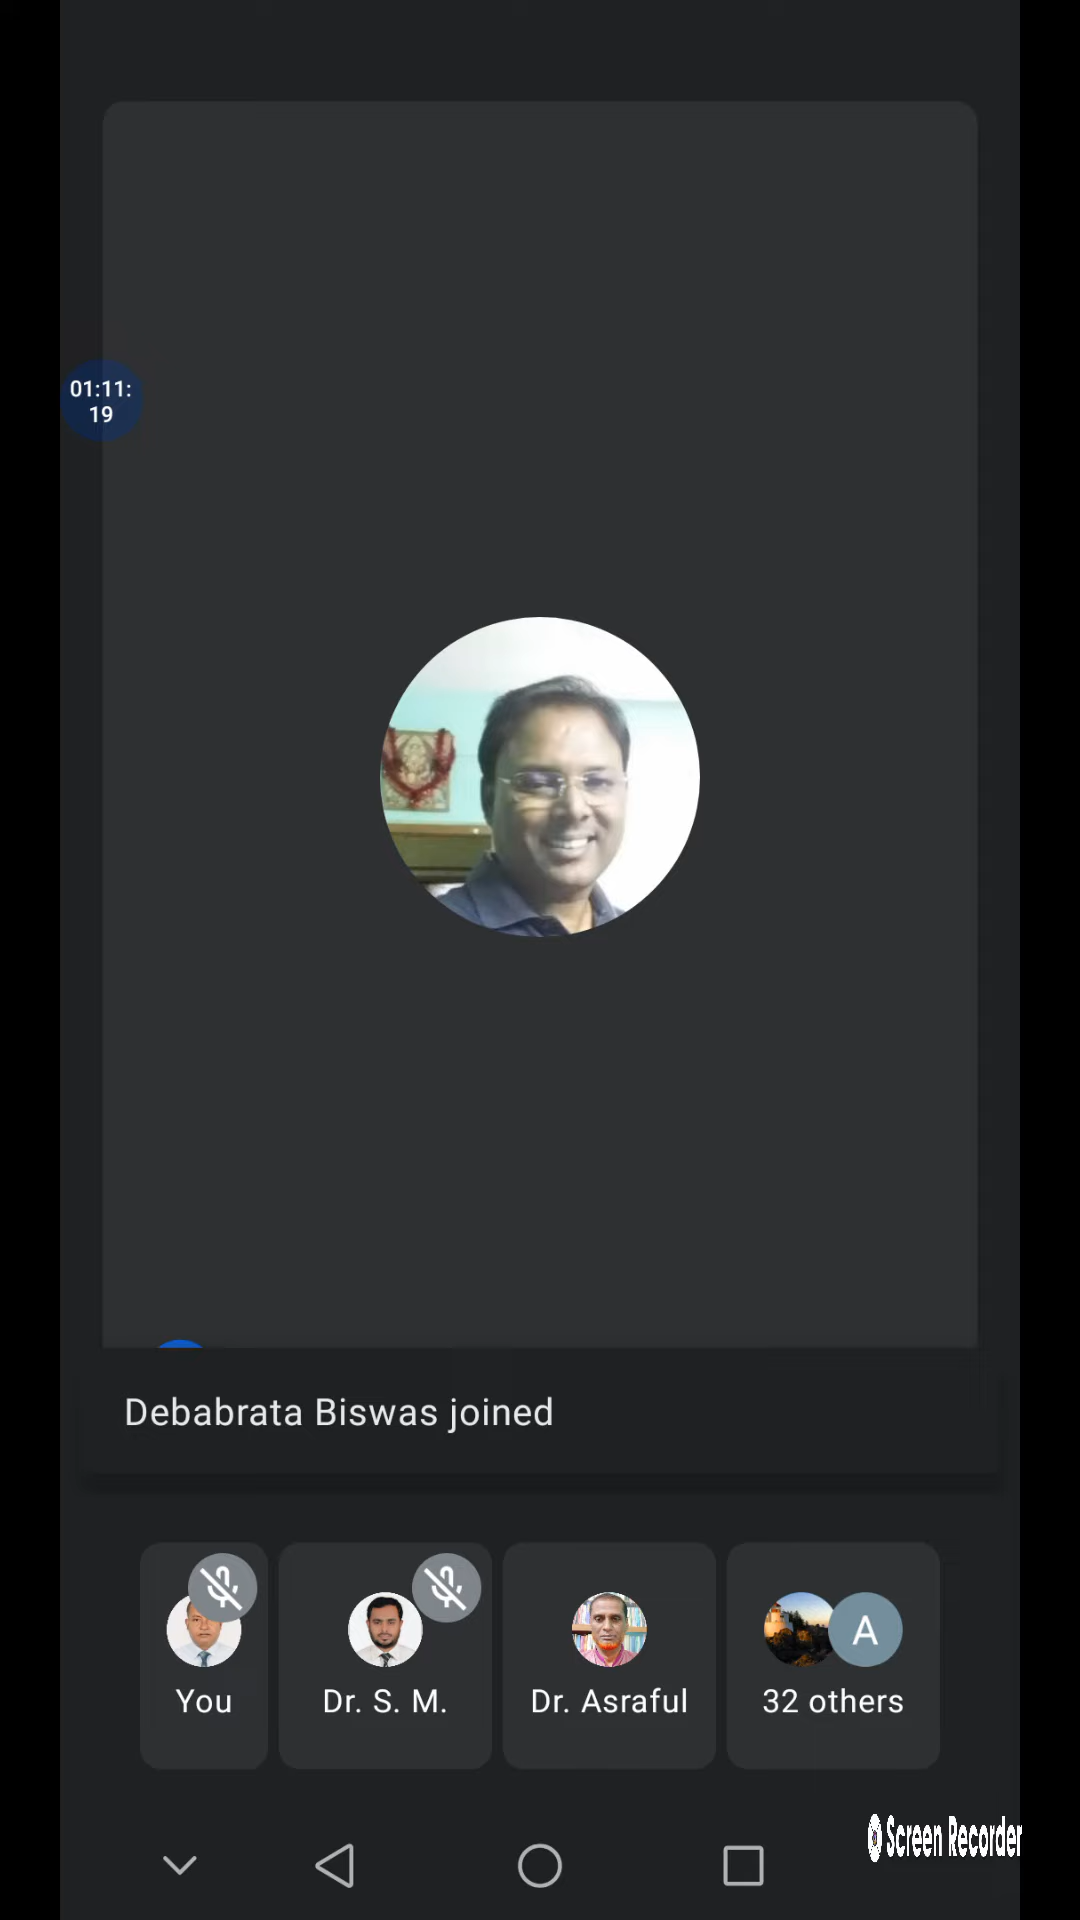 01:11:
19
Debabrata Biswas joined
You
Dr. S. M.
Dr. Asraful
A
32 others
Screen Recorder